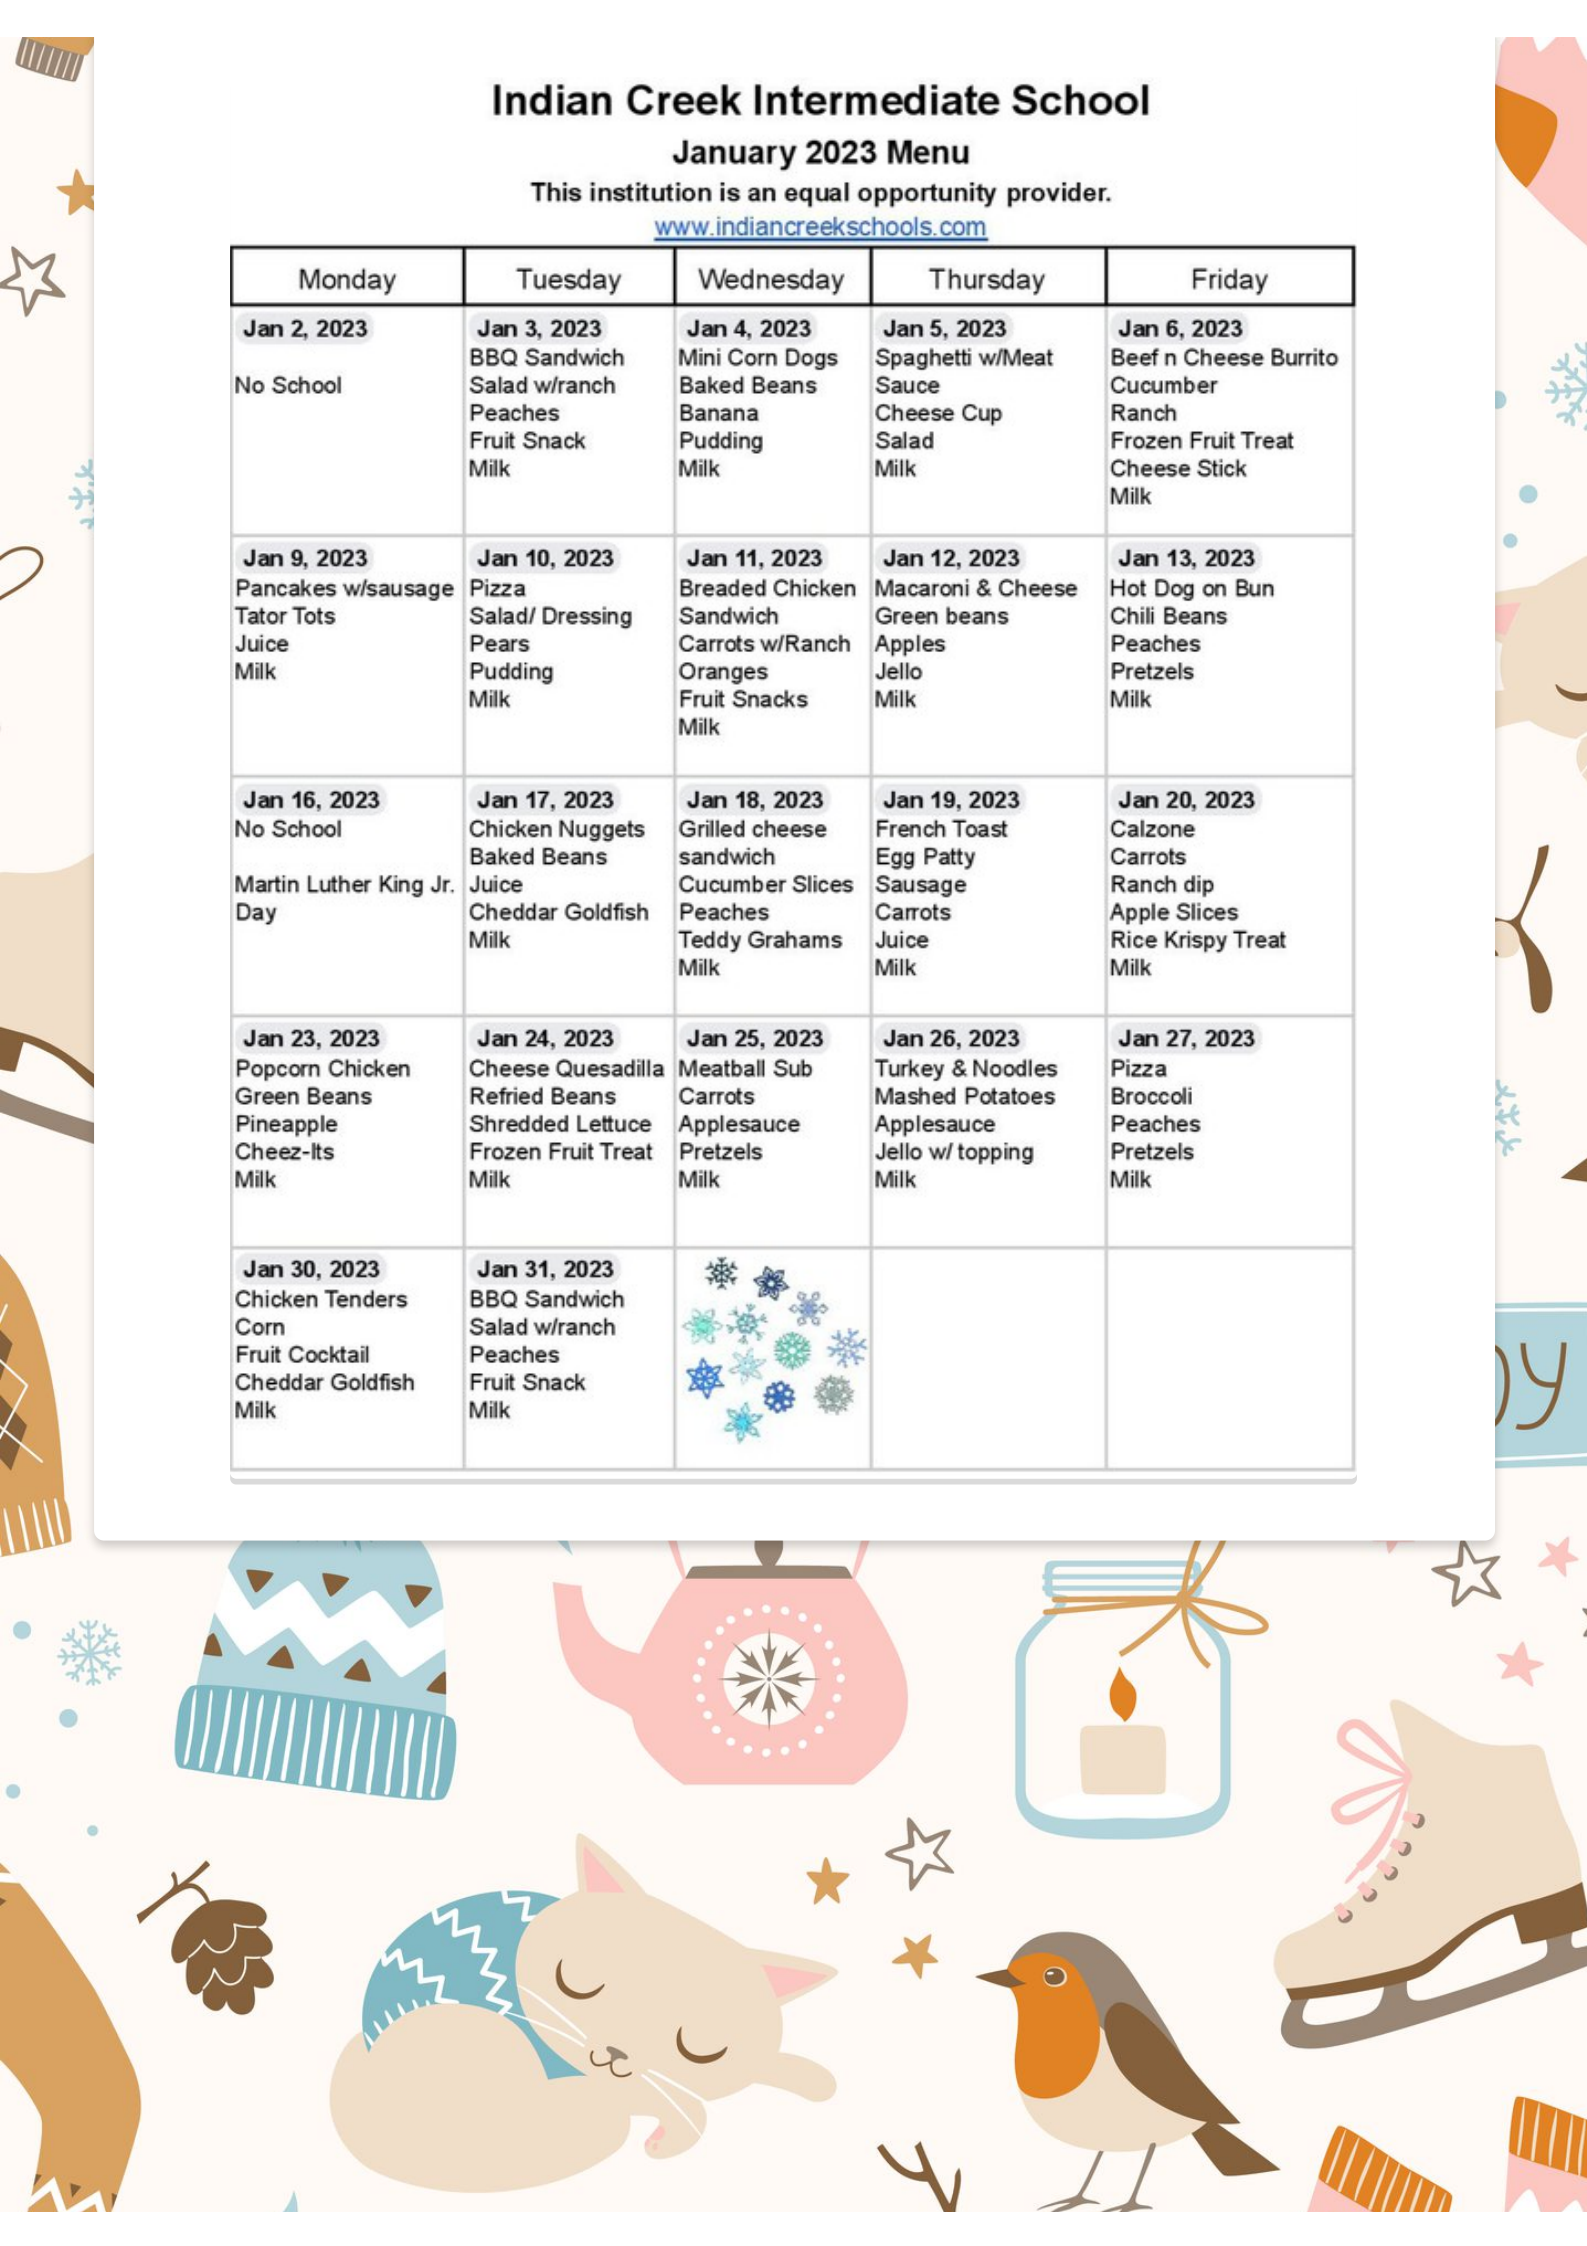 Indian Creek Intermediate School
January 2023 Menu
This institution is an equal opportunity provider.
www.indiancreekschools.com
Monday
Tuesday
Wednesday
Thursday
Friday
Jan 2, 2023
No School
Jan 3, 2023
BBQ Sandwich
Salad w/ranch
Peaches
Fruit Snack
Milk
Jan 4, 2023
Mini Corn Dogs
Baked Beans
Banana
Pudding
Milk
Jan 5, 2023
Spaghetti w/Meat
Sauce
Cheese Cup
Salad
Milk
Jan 6, 2023
Beef n Cheese Burrito
Cucumber
Ranch
Frozen Fruit Treat
Cheese Stick
Milk
Jan 9, 2023
Pancakes w/sausage
Tator Tots
Juice
Milk
Jan 10, 2023
Pizza
Salad/ Dressing
Pears
Pudding
Milk
Jan 11, 2023
Breaded Chicken
Sandwich
Carrots w/Ranch
Oranges
Fruit Snacks
Milk
Jan 12, 2023
Macaroni & Cheese
Green beans
Apples
Jello
Milk
Jan 13, 2023
Hot Dog on Bun
Chili Beans
Peaches
Pretzels
Milk
Jan 16, 2023
No School
Martin Luther King Jr.
Day
Jan 17, 2023
Chicken Nuggets
Baked Beans
Juice
Cheddar Goldfish
Milk
Jan 18, 2023
Grilled cheese
sandwich
Cucumber Slices
Peaches
Teddy Grahams
Milk
Jan 19, 2023
French Toast
Egg Patty
Sausage
Carrots
Juice
Milk
Jan 20, 2023
Calzone
Carrots
Ranch dip
Apple Slices
Rice Krispy Treat
Milk
Jan 23, 2023
Popcorn Chicken
Green Beans
Pineapple
Cheez-Its
Milk
Jan 24, 2023
Cheese Quesadilla
Refried Beans
Shredded Lettuce
Frozen Fruit Treat
Milk
Jan 25, 2023
Meatball Sub
Carrots
Applesauce
Pretzels
Milk
Jan 26, 2023
Turkey & Noodles
Mashed Potatoes
Applesauce
Jello w/ topping
Milk
Jan 27, 2023
Pizza
Broccoli
Peaches
Pretzels
Milk
Jan 30, 2023
Chicken Tenders
Corn
Fruit Cocktail
Cheddar Goldfish
Milk
Jan 31, 2023
BBQ Sandwich
Salad w/ranch
Peaches
Fruit Snack
Milk